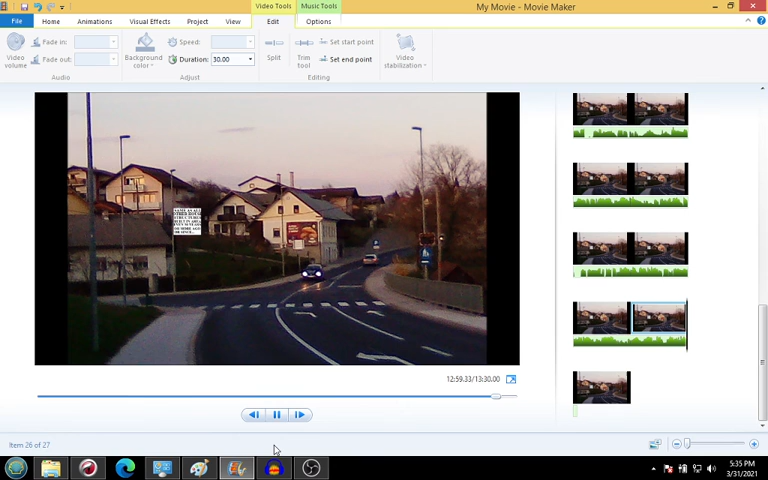 Video Tools Music Tools My Movie - Movie Maker
File Home Animations Visual Effects Project View Edit Options
Fade in: Speed: Set start point
Fade out: Duration: 30.00 Set end point
Video volume Background color Split Trim tool Video stabilization
Audio Adjust Editing
12:59.33/13:30.00
Item 26 of 27
5:35 PM
3/31/2021